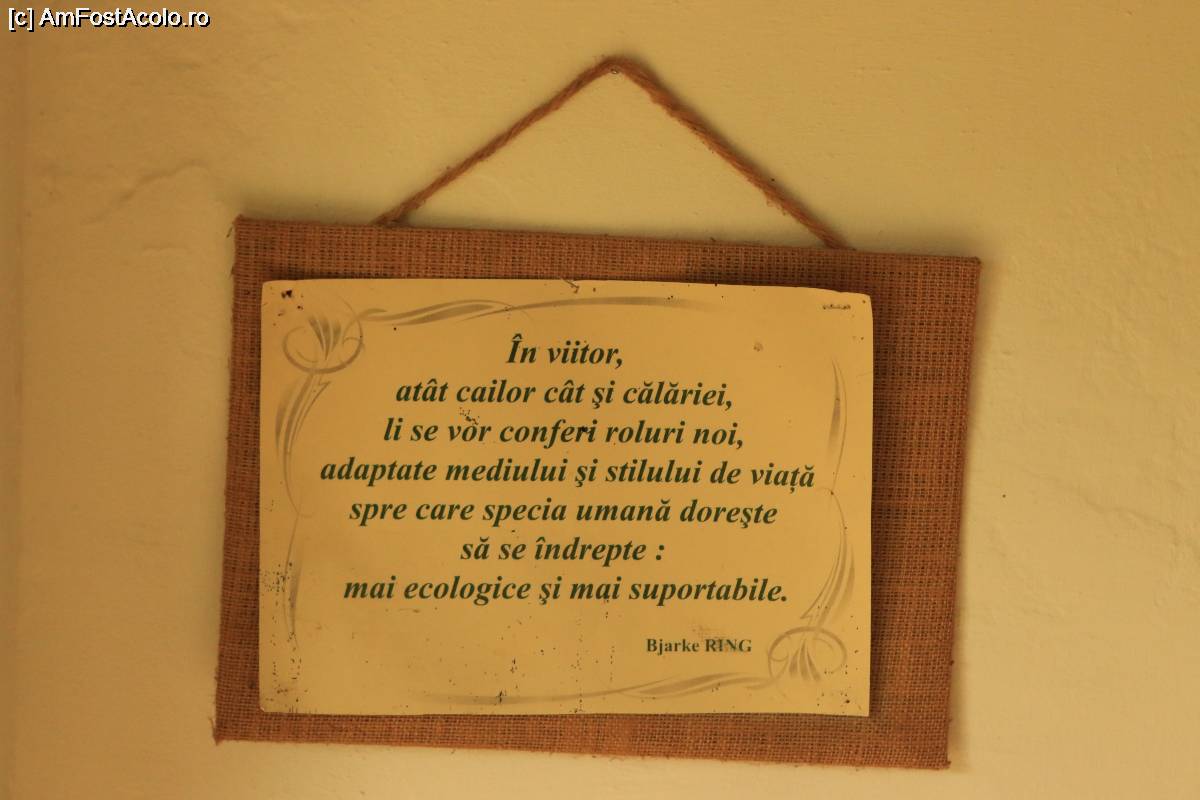 [c] AmFostAcolo.ro
În viitor,
atât cailor cât şi călăriei,
li se vor conferi roluri noi,
adaptate mediului şi stilului de viață
spre care specia umană doreşte
să se îndrepte :
mai ecologice şi mai suportabile.
Bjarke RING